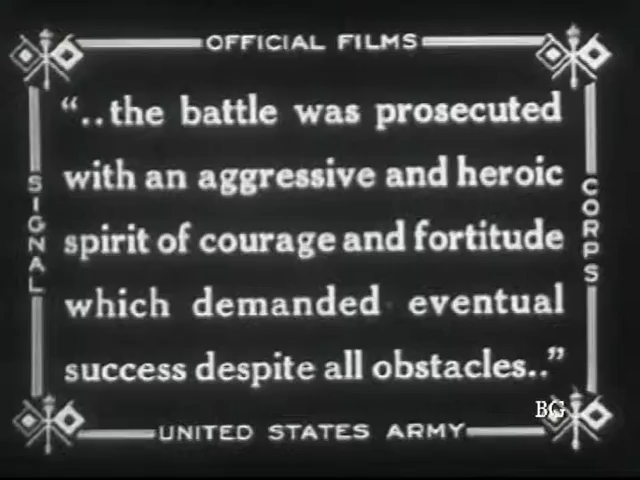 OFFICIAL FILMS
"..the battle was prosecuted
with an aggressive and heroic
spirit of courage and fortitude
which demanded eventual
success despite all obstacles.."
SIGNAL
CORPS
BG
UNITED STATES ARMY